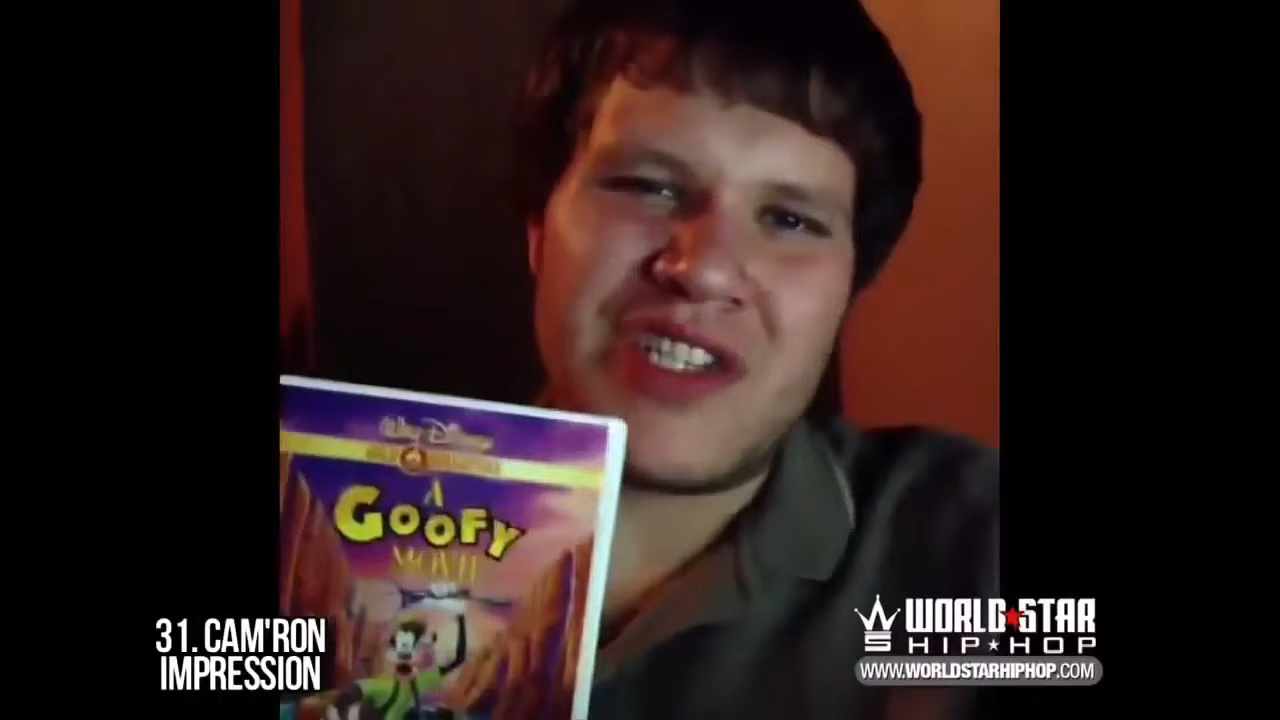 Walt Disney
A
GOOFY
MOVIE
31. CAM'RON
IMPRESSION
WORLD STAR
HIP HOP
WWW.WORLDSTARHIPHOP.COM